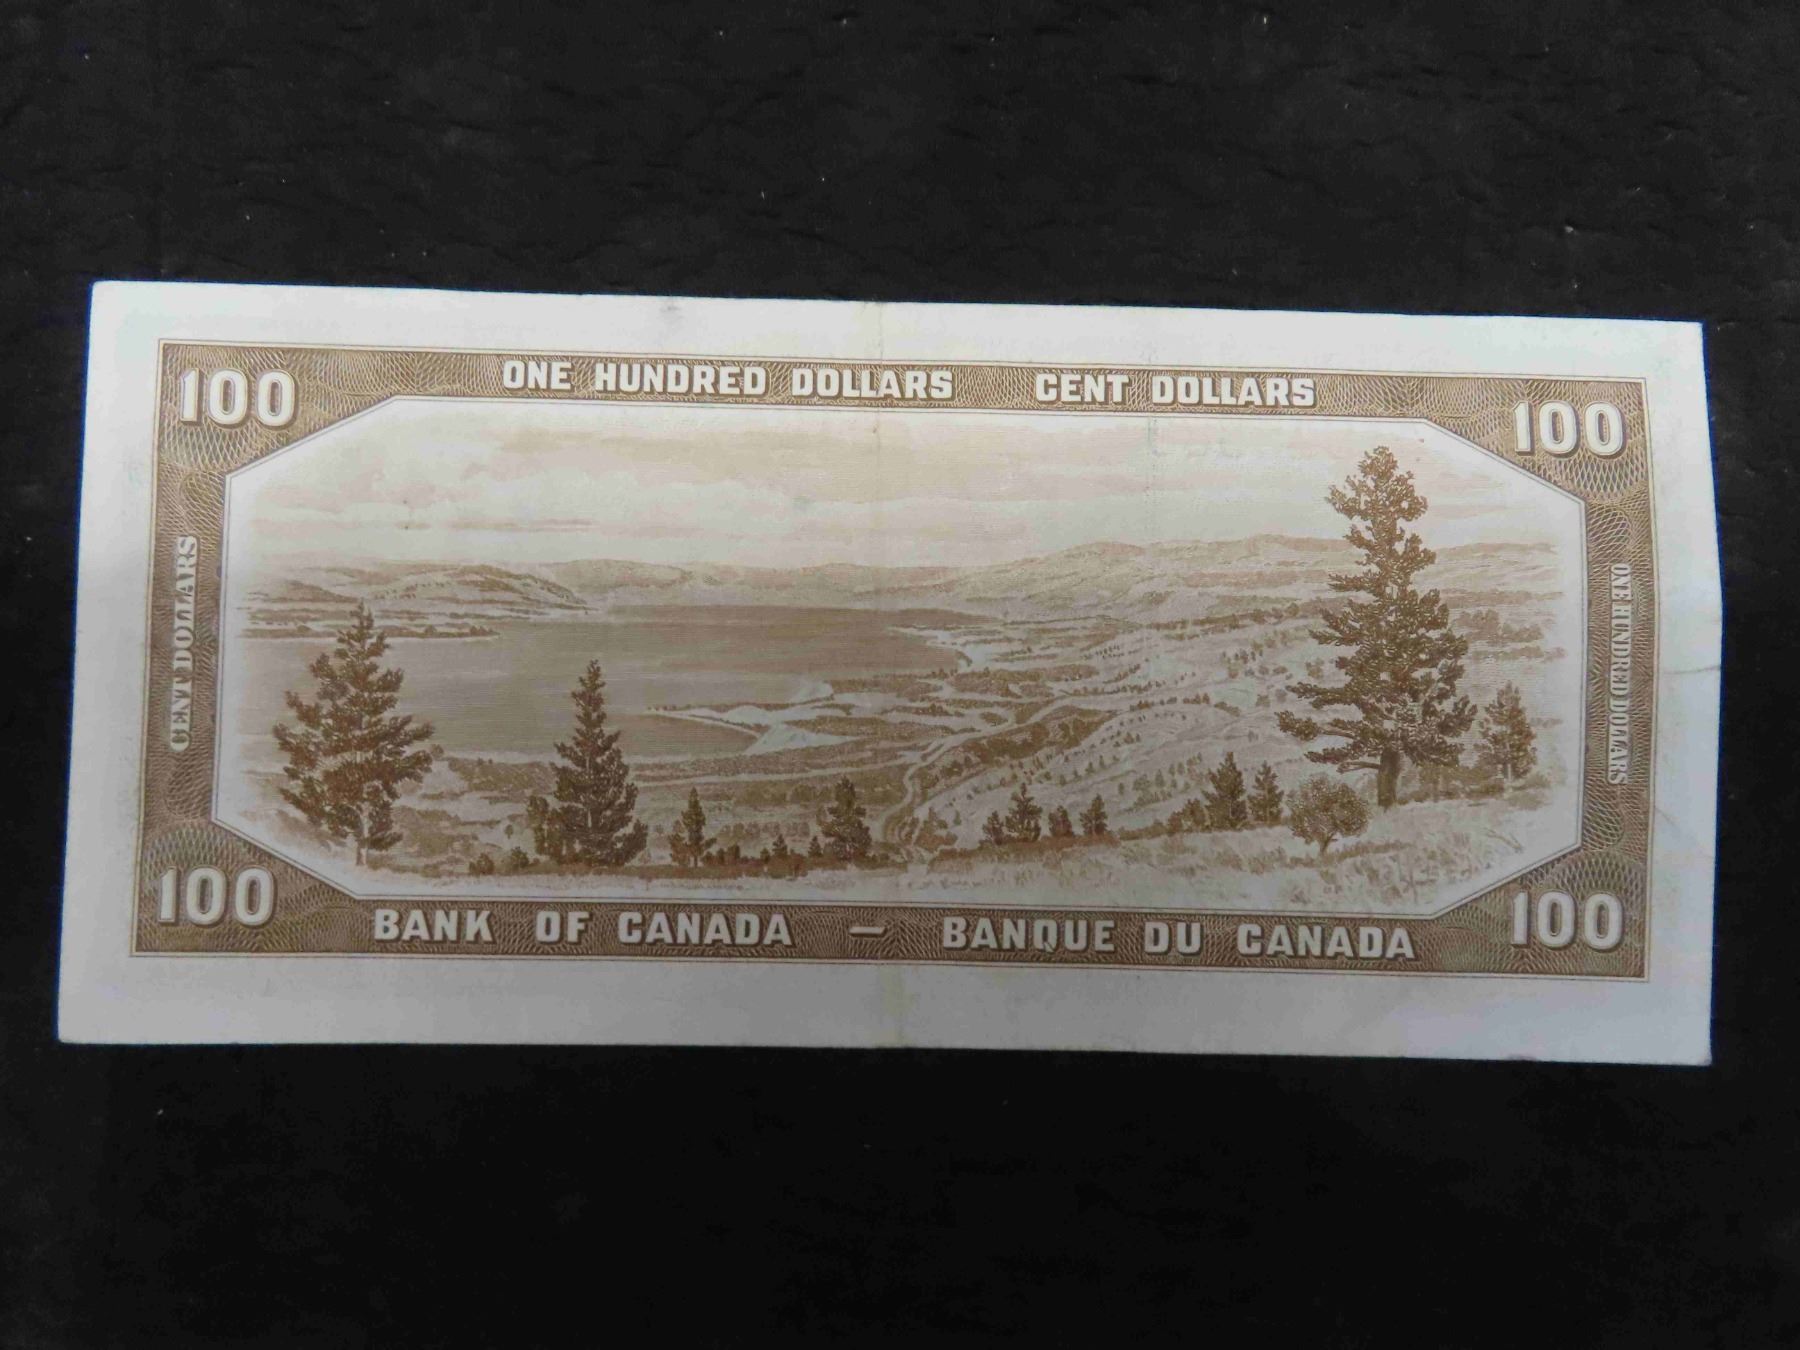 100 ONE HUNDRED DOLLARS CENT DOLLARS 100
CENT DOLLARS
ONE HUNDRED DOLLARS
100 BANK OF CANADA – BANQUE DU CANADA 100